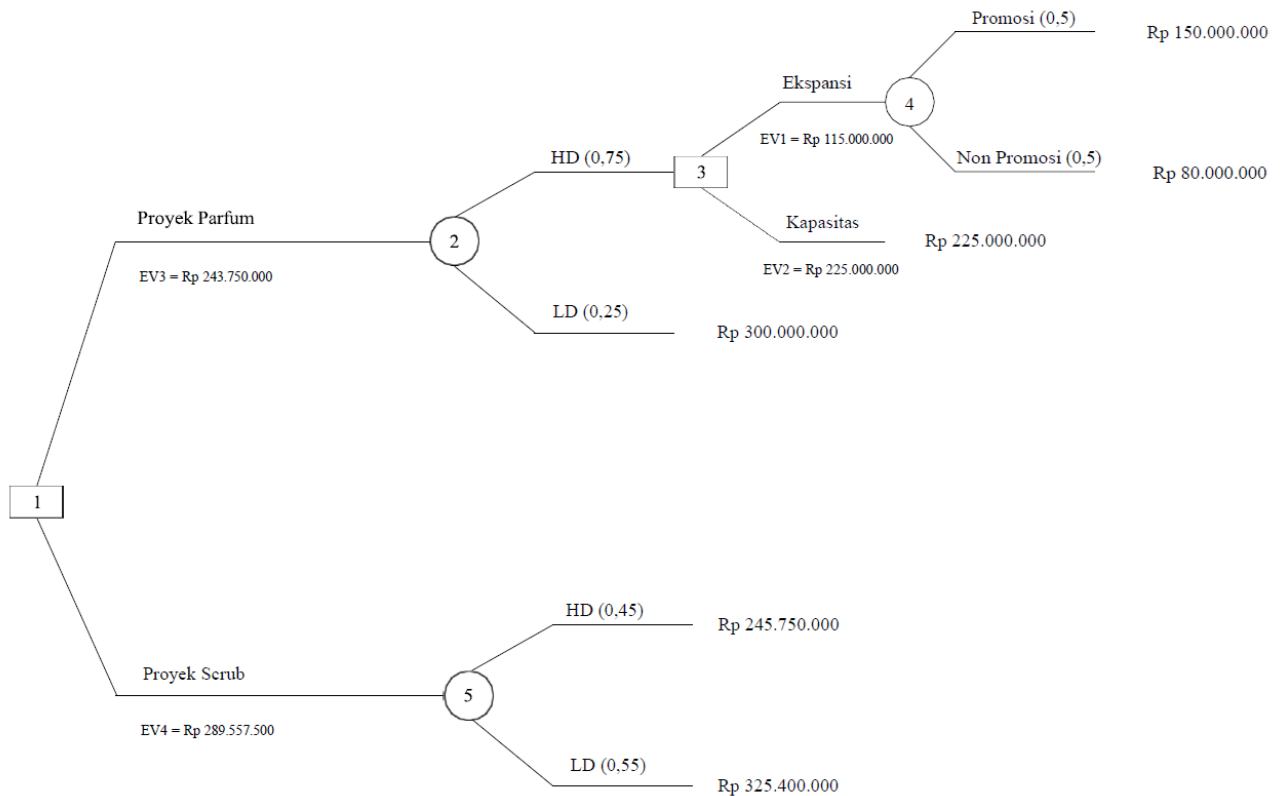 Promosi (0,5)
Rp 150.000.000
Ekspansi
4
EV1 = Rp 115.000.000
HD (0,75)
Non Promosi (0,5)
3
Rp 80.000.000
Proyek Parfum
Kapasitas
2
Rp 225.000.000
EV3 = Rp 243.750.000
EV2 = Rp 225.000.000
LD (0,25)
Rp 300.000.000
1
HD (0,45)
Rp 245.750.000
Proyek Scrub
5
EV4 = Rp 289.557.500
LD (0,55)
Rp 325.400.000